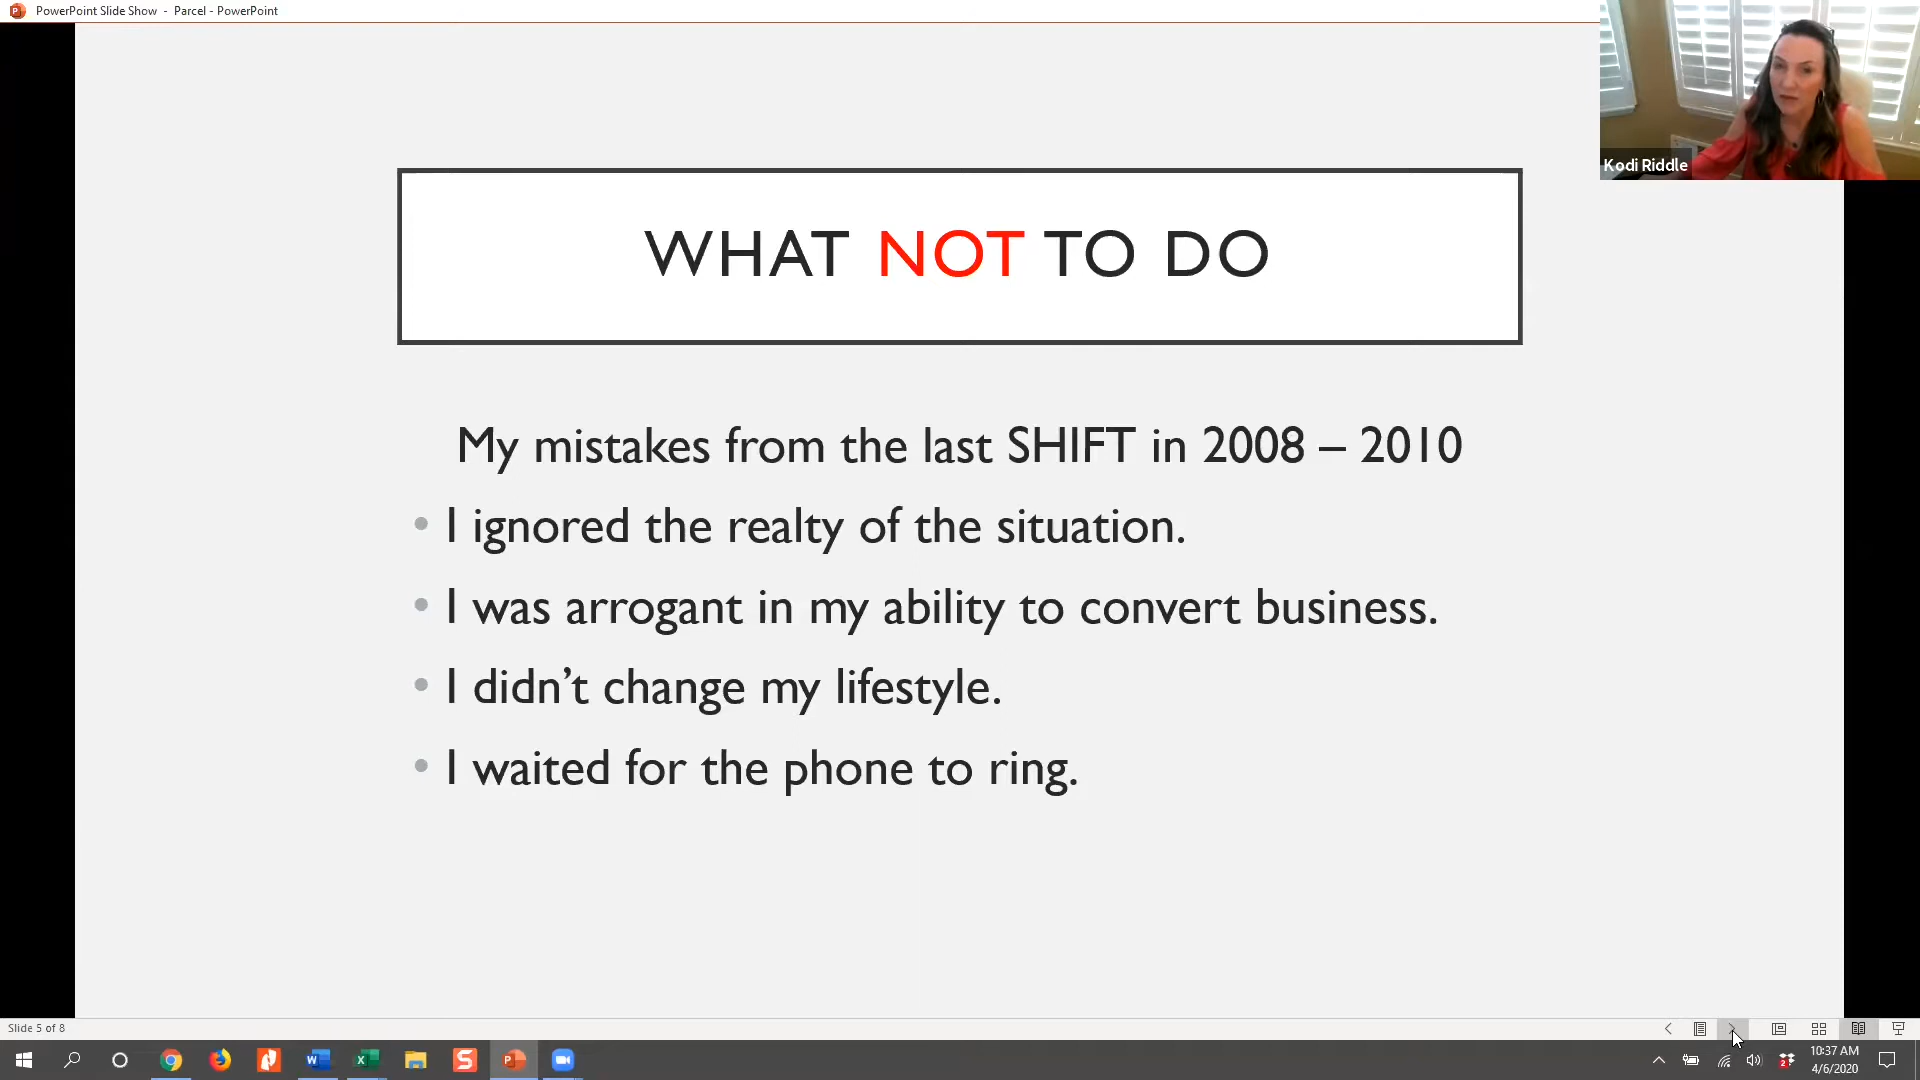 PowerPoint Slide Show - Parcel - PowerPoint
Kodi Riddle
WHAT NOT TO DO
My mistakes from the last SHIFT in 2008 – 2010
• I ignored the realty of the situation.
• I was arrogant in my ability to convert business.
• I didn’t change my lifestyle.
• I waited for the phone to ring.
Slide 5 of 8
10:37 AM
4/6/2020